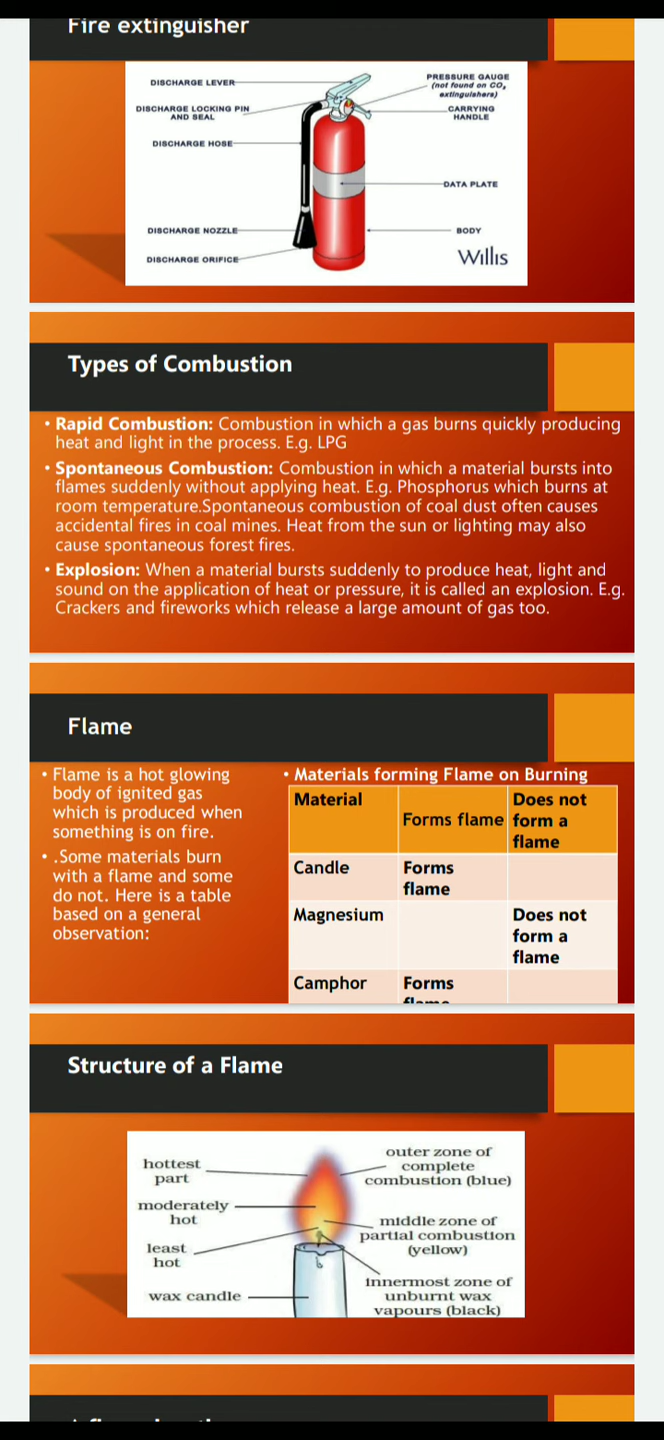 Fire extinguisher
DISCHARGE LEVER
DISCHARGE LOCKING PIN
AND SEAL
DISCHARGE HOSE
DISCHARGE NOZZLE
DISCHARGE ORIFICE
PRESSURE GAUGE
(not found on CO₂
extinguishers)
CARRYING
HANDLE
DATA PLATE
BODY
Willis
Types of Combustion
• Rapid Combustion: Combustion in which a gas burns quickly producing
heat and light in the process. E.g. LPG
• Spontaneous Combustion: Combustion in which a material bursts into
flames suddenly without applying heat. E.g. Phosphorus which burns at
room temperature.Spontaneous combustion of coal dust often causes
accidental fires in coal mines. Heat from the sun or lighting may also
cause spontaneous forest fires.
• Explosion: When a material bursts suddenly to produce heat, light and
sound on the application of heat or pressure, it is called an explosion. E.g.
Crackers and fireworks which release a large amount of gas too.
Flame
• Flame is a hot glowing
body of ignited gas
which is produced when
something is on fire.
• .Some materials burn
with a flame and some
do not. Here is a table
based on a general
observation:
• Materials forming Flame on Burning
Material
Forms flame
Does not
form a
flame
Candle
Forms
flame
Magnesium
Does not
form a
flame
Camphor
Forms
flame
Structure of a Flame
hottest
part
moderately
hot
least
hot
wax candle
outer zone of
complete
combustion (blue)
middle zone of
partial combustion
(yellow)
innermost zone of
unburnt wax
vapours (black)